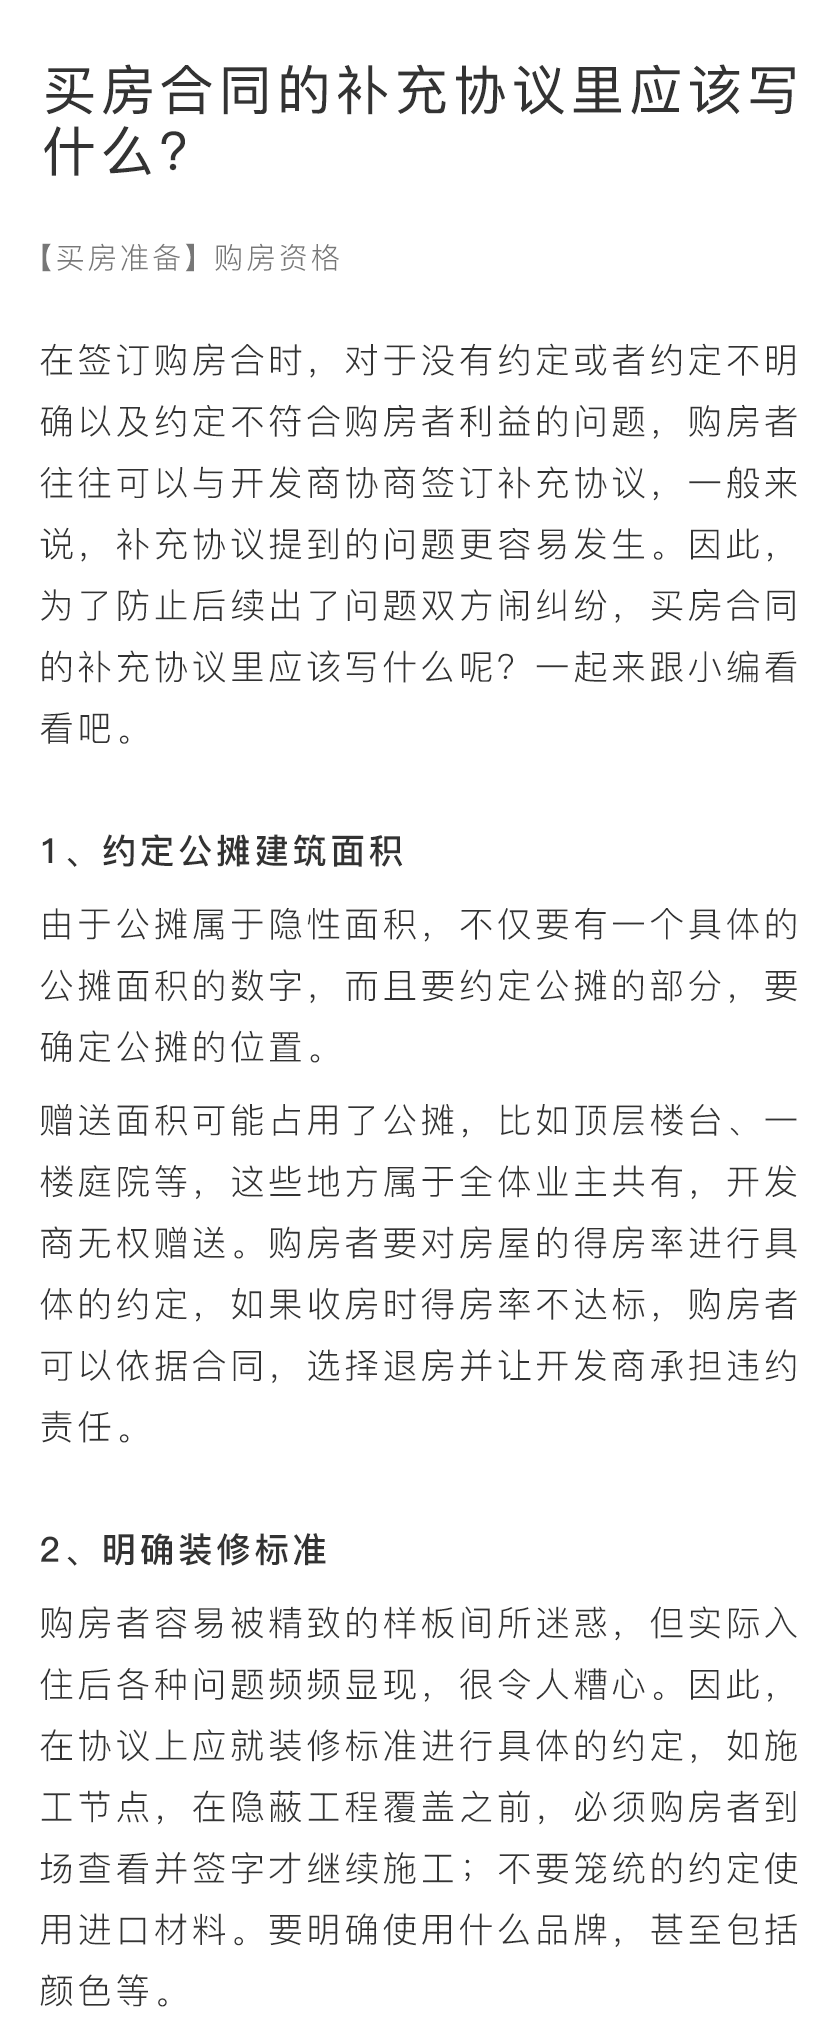 买房合同的补充协议里应该写
什么?
【买房准备】购房资格
在签订购房合时，对于没有约定或者约定不明
确以及约定不符合购房者利益的问题，购房者
往往可以与开发商协商签订补充协议，一般来
说，补充协议提到的问题更容易发生。因此，
为了防止后续出了问题双方闹纠纷，买房合同
的补充协议里应该写什么呢？一起来跟小编看
看吧。
1、约定公摊建筑面积
由于公摊属于隐性面积，不仅要有一个具体的
公摊面积的数字，而且要约定公摊的部分，要
确定公摊的位置。
赠送面积可能占用了公摊，比如顶层楼台、一
楼庭院等，这些地方属于全体业主共有，开发
商无权赠送。购房者要对房屋的得房率进行具
体的约定，如果收房时得房率不达标，购房者
可以依据合同，选择退房并让开发商承担违约
责任。
2、明确装修标准
购房者容易被精致的样板间所迷惑，但实际入
住后各种问题频频显现，很令人糟心。因此，
在协议上应就装修标准进行具体的约定，如施
工节点，在隐蔽工程覆盖之前，必须购房者到
场查看并签字才继续施工；不要笼统的约定使
用进口材料。要明确使用什么品牌，甚至包括
颜色等。